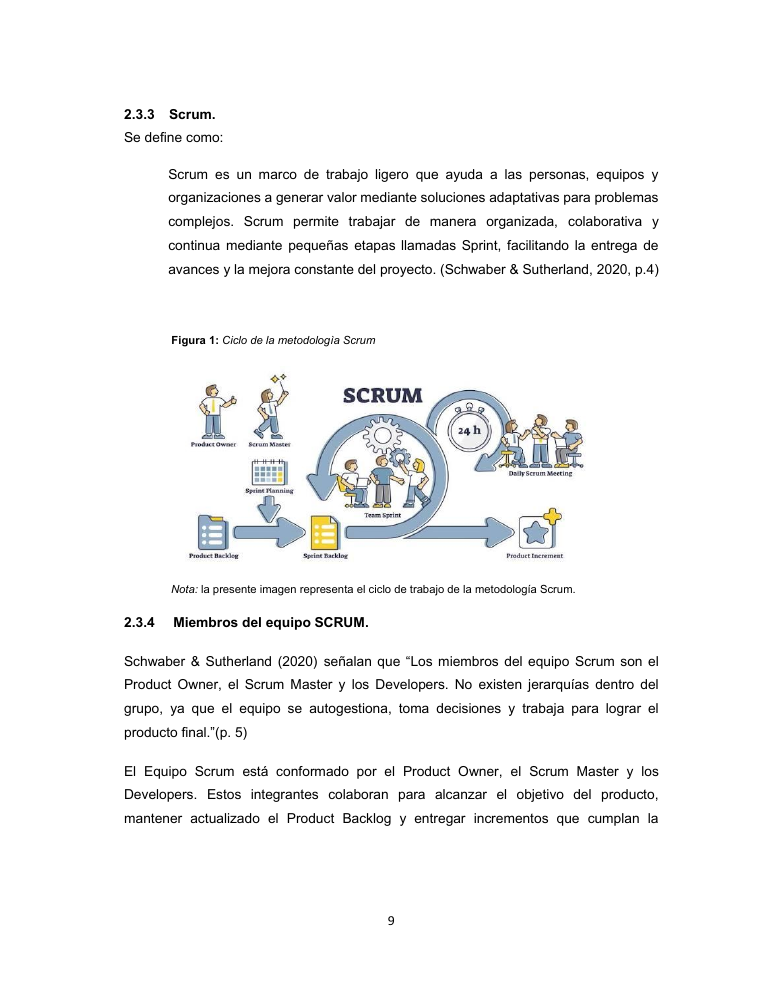 2.3.3 Scrum.
Se define como:
Scrum es un marco de trabajo ligero que ayuda a las personas, equipos y
organizaciones a generar valor mediante soluciones adaptativas para problemas
complejos. Scrum permite trabajar de manera organizada, colaborativa y
continua mediante pequeñas etapas llamadas Sprint, facilitando la entrega de
avances y la mejora constante del proyecto. (Schwaber & Sutherland, 2020, p.4)
Figura 1: Ciclo de la metodología Scrum
SCRUM
24 h
Product Owner
Scrum Master
Daily Scrum Meeting
Sprint Planning
Team Sprint
Product Backlog
Sprint Backlog
Product Increment
Nota: la presente imagen representa el ciclo de trabajo de la metodología Scrum.
2.3.4 Miembros del equipo SCRUM.
Schwaber & Sutherland (2020) señalan que “Los miembros del equipo Scrum son el
Product Owner, el Scrum Master y los Developers. No existen jerarquías dentro del
grupo, ya que el equipo se autogestiona, toma decisiones y trabaja para lograr el
producto final.”(p. 5)
El Equipo Scrum está conformado por el Product Owner, el Scrum Master y los
Developers. Estos integrantes colaboran para alcanzar el objetivo del producto,
mantener actualizado el Product Backlog y entregar incrementos que cumplan la
9